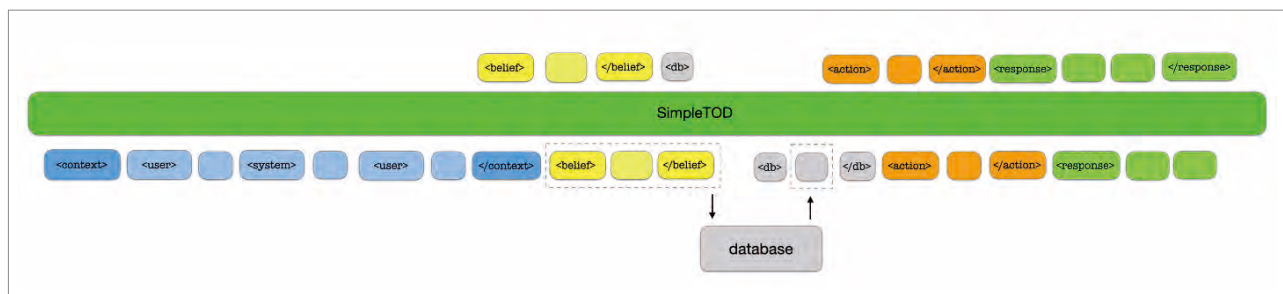 <belief> </belief> <db> <action> </action> <response> </response>
SimpleTOD
<context> <user> <system> <user> </context> <belief> </belief> <db> </db> <action> </action> <response>
database